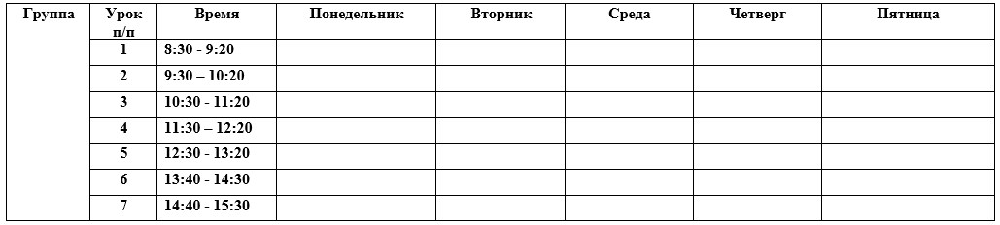 Группа Урок п/п Время Понедельник Вторник Среда Четверг Пятница
1 8:30 - 9:20
2 9:30 – 10:20
3 10:30 - 11:20
4 11:30 – 12:20
5 12:30 - 13:20
6 13:40 - 14:30
7 14:40 - 15:30